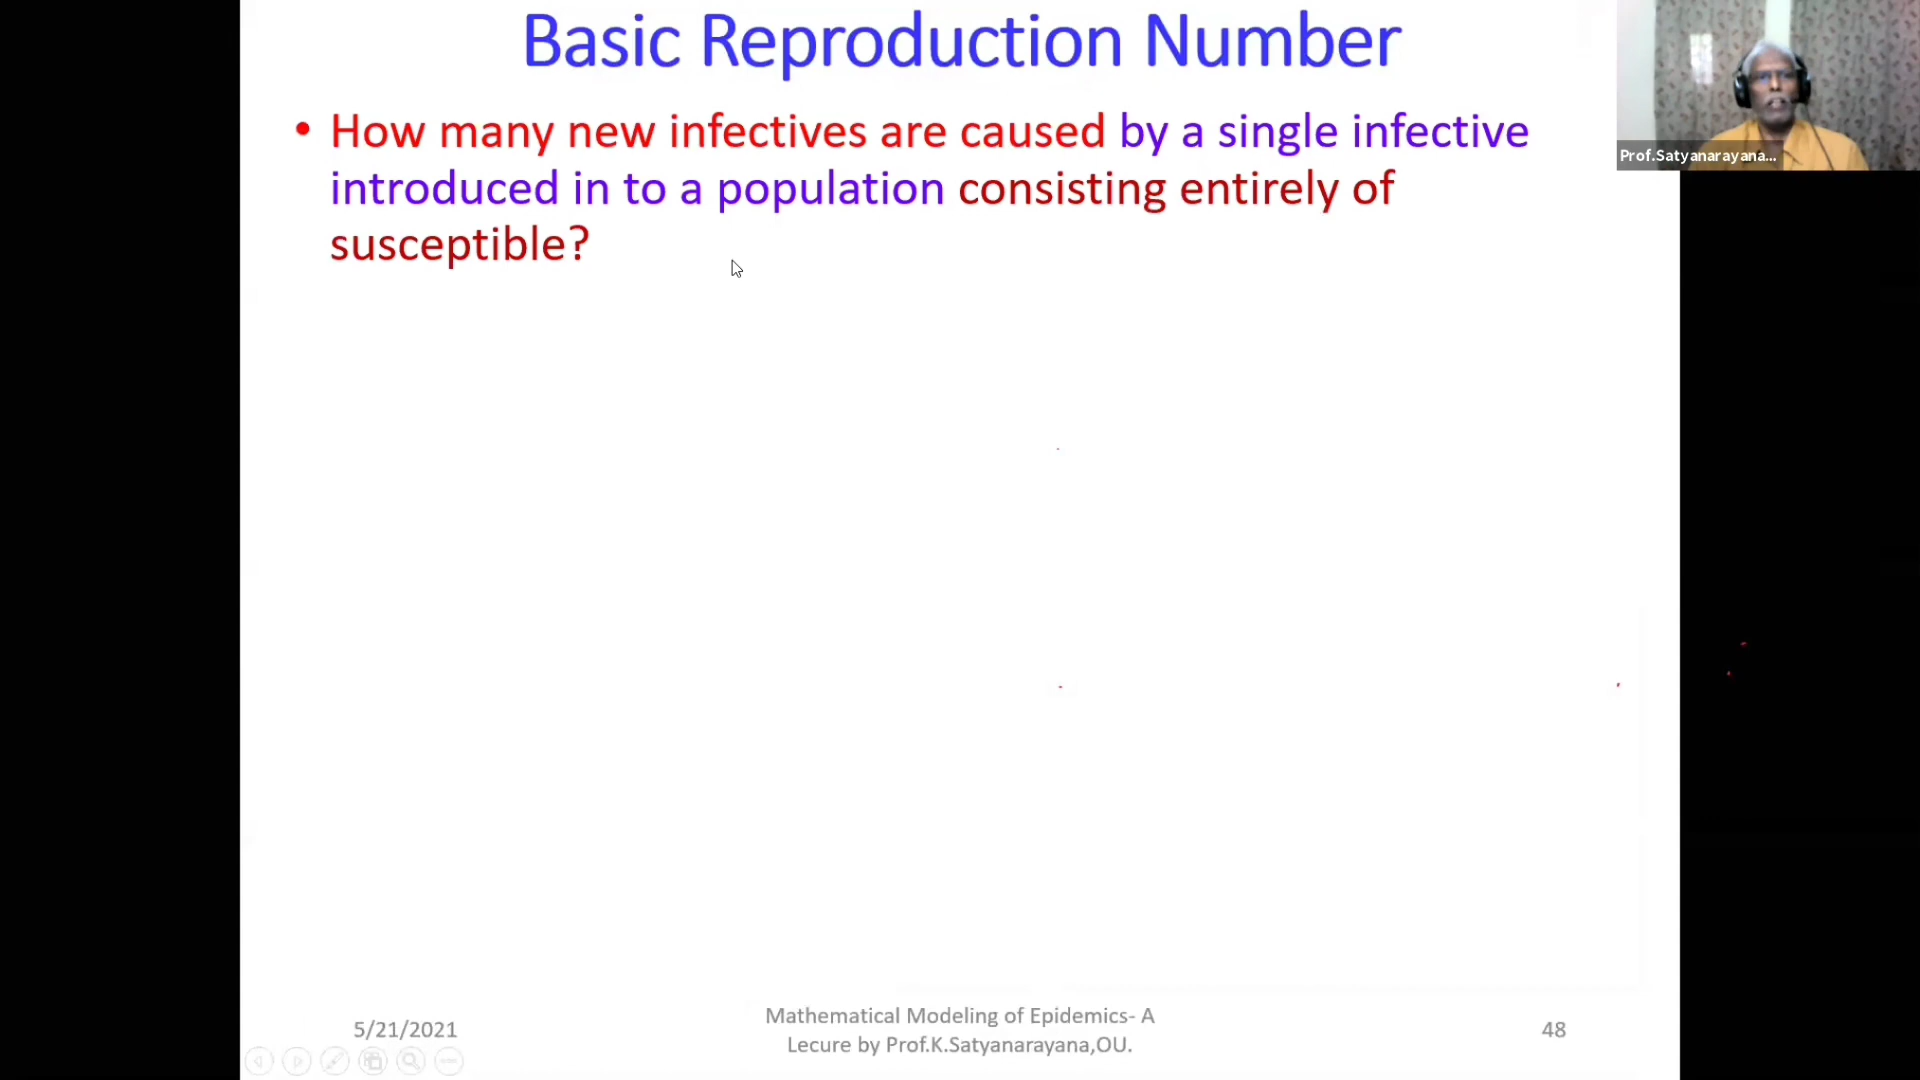 Basic Reproduction Number
• How many new infectives are caused by a single infective
introduced in to a population consisting entirely of
susceptible?
Prof.Satyanarayana...
5/21/2021
Mathematical Modeling of Epidemics- A
Lecure by Prof.K.Satyanarayana,OU.
48